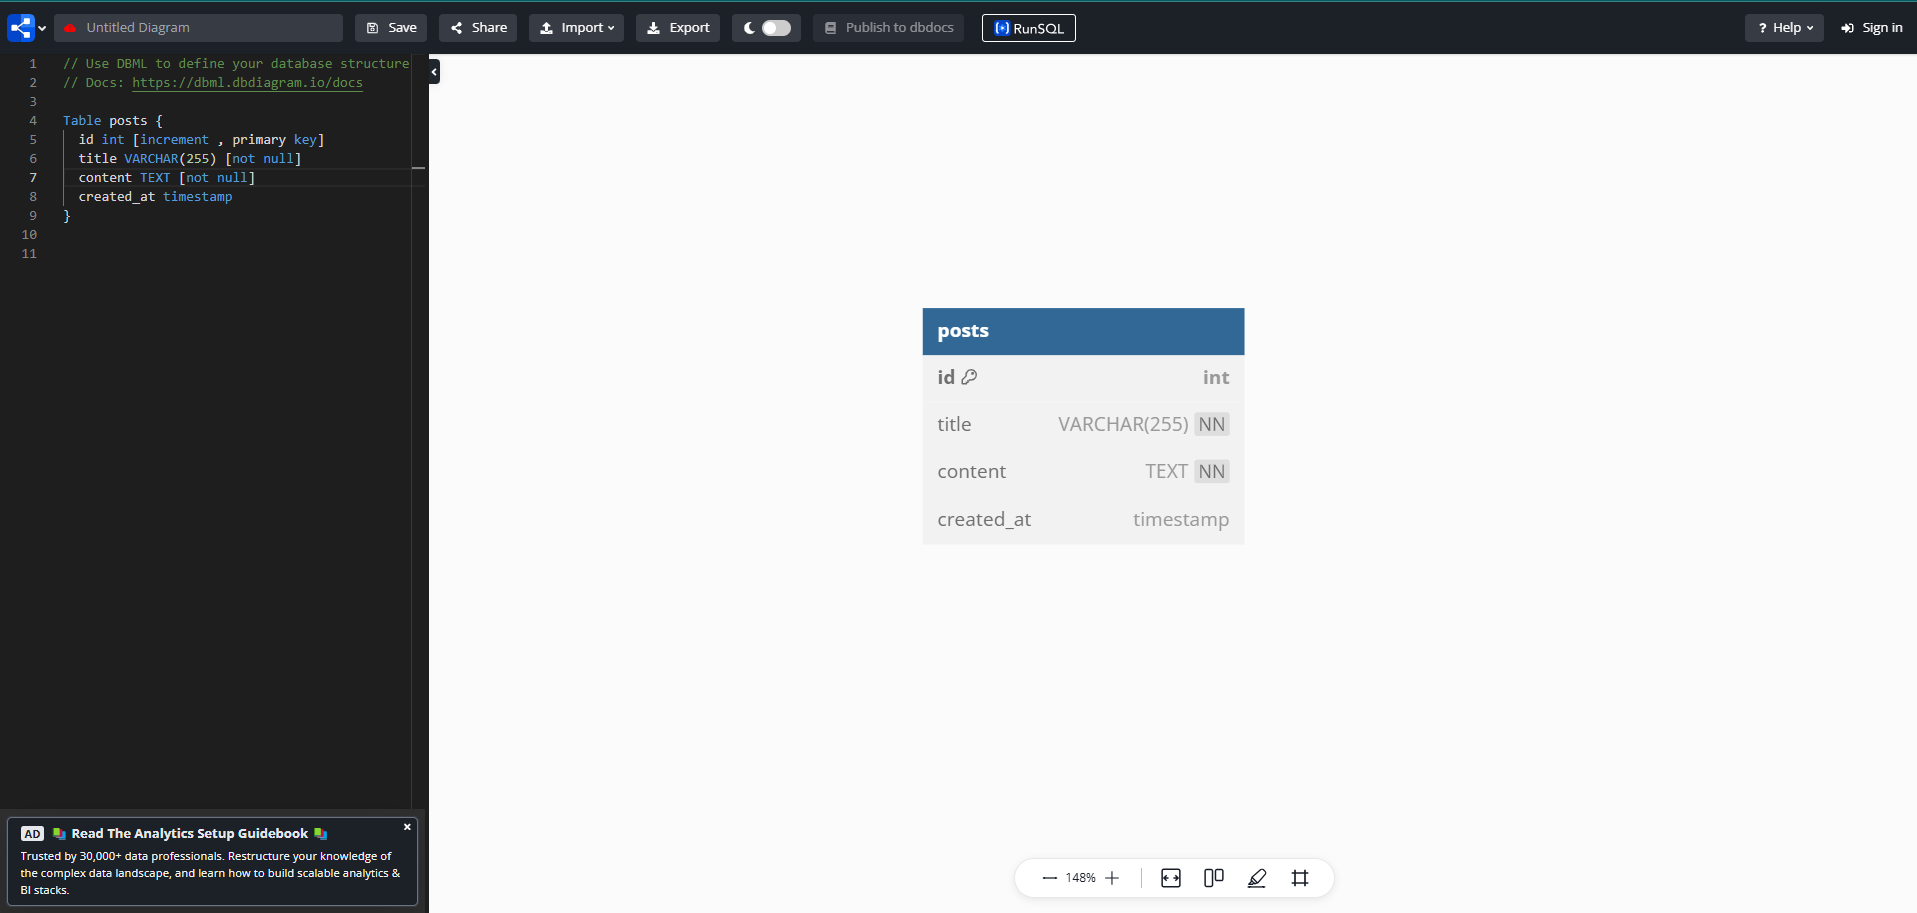 Untitled Diagram
Save
Share
Import
Export
Publish to dbdocs
RunSQL
? Help
Sign in
1 // Use DBML to define your database structure
2 // Docs: https://dbml.dbdiagram.io/docs
3
4 Table posts {
5 id int [increment , primary key]
6 title VARCHAR(255) [not null]
7 content TEXT [not null]
8 created_at timestamp
9 }
10
11
posts
id int
title VARCHAR(255) NN
content TEXT NN
created_at timestamp
AD Read The Analytics Setup Guidebook
Trusted by 30,000+ data professionals. Restructure your knowledge of
the complex data landscape, and learn how to build scalable analytics &
BI stacks.
148%